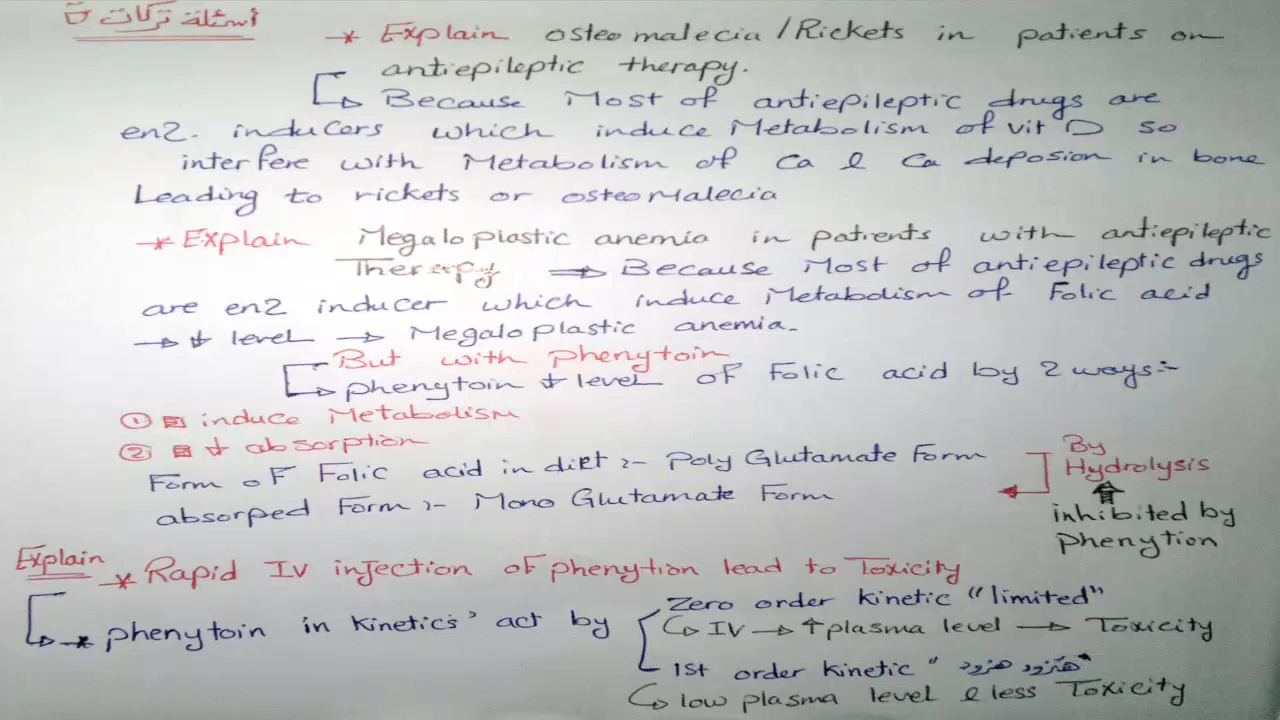 أسئلة تركات
* Explain osteomalecia/Rickets in patients on
antiepileptic therapy.
Because Most of antiepileptic drugs are
enz. inducers which induce Metabolism of vit D so
interfere with Metabolism of Ca & Ca deposion in bone
Leading to rickets or osteoMalecia
* Explain Megaloplastic anemia in patients with antiepileptic
Therapy → Because Most of antiepileptic drugs
are enz inducer which induce Metabolism of Folic acid
→ ↓ level → Megaloplastic anemia.
But with phenytoin
phenytoin ↓ level of Folic acid by 2 ways:-
① induce Metabolism
② ↓ absorption
Form of Folic acid in diet :- Poly Glutamate Form
absorped Form :- Mono Glutamate Form
By
Hydrolysis
inhibited by
phenytion
Explain * Rapid IV injection of phenytion lead to Toxicity
* phenytoin in kinetics' act by
Zero order kinetic "limited"
IV → ↑ plasma level → Toxicity
1st order kinetic " هتزود هزود "
low plasma level & less Toxicity